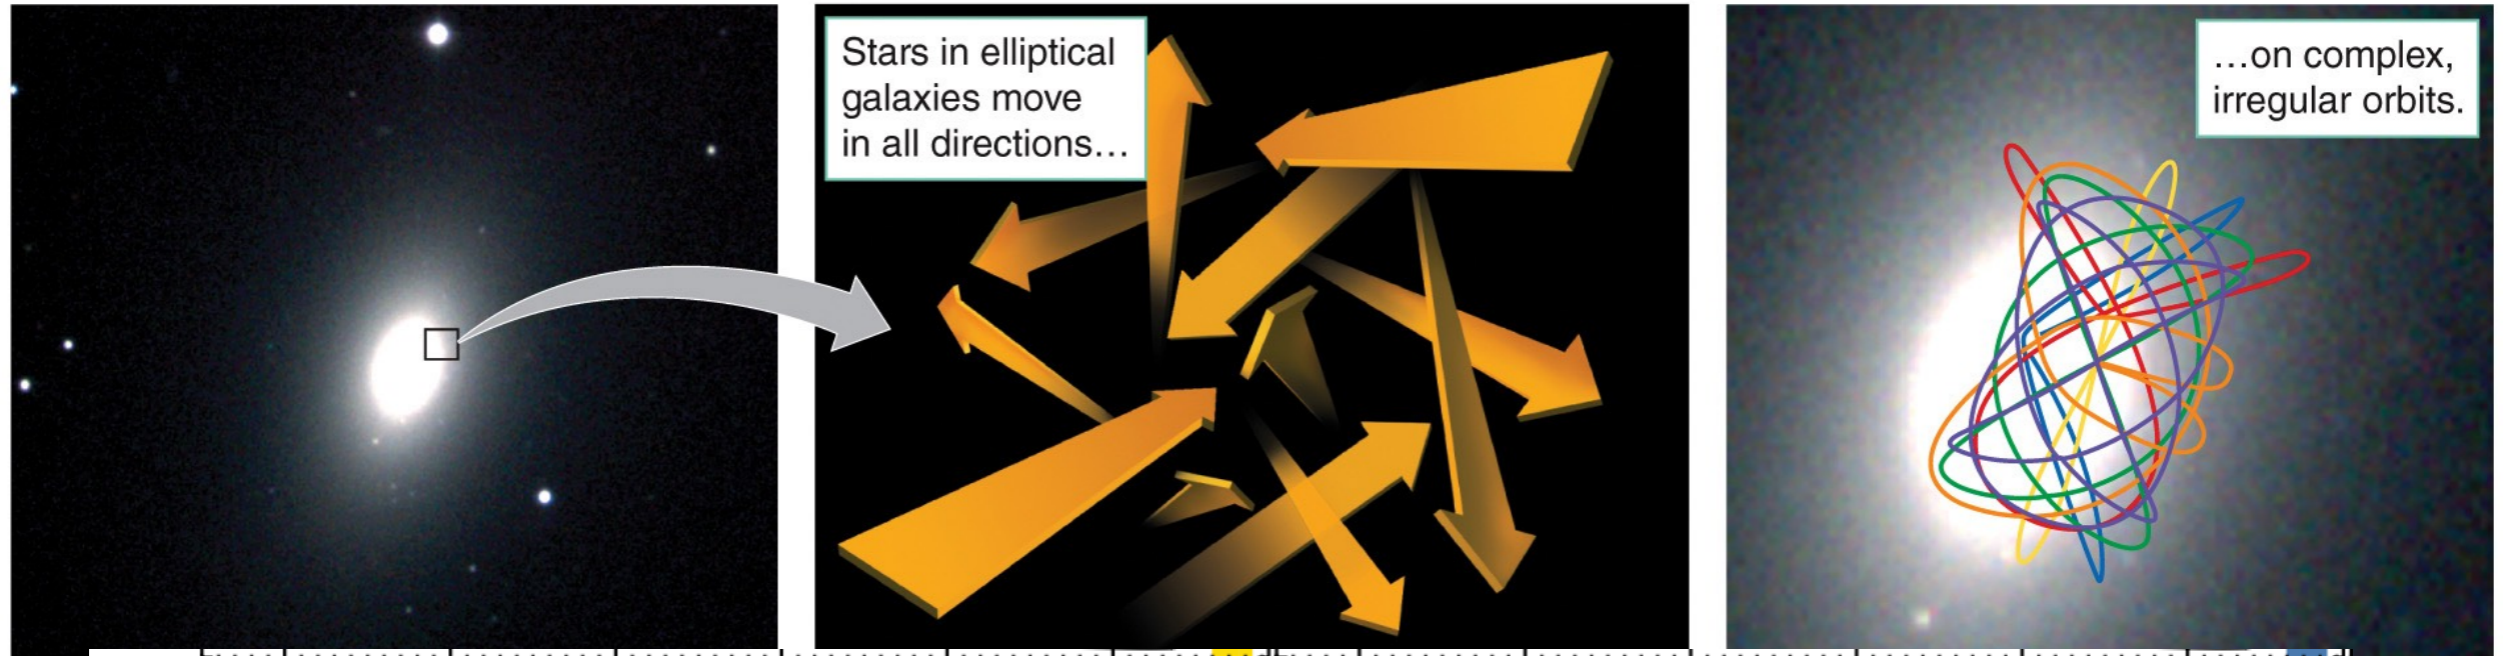 Stars in elliptical
galaxies move
in all directions…
…on complex,
irregular orbits.